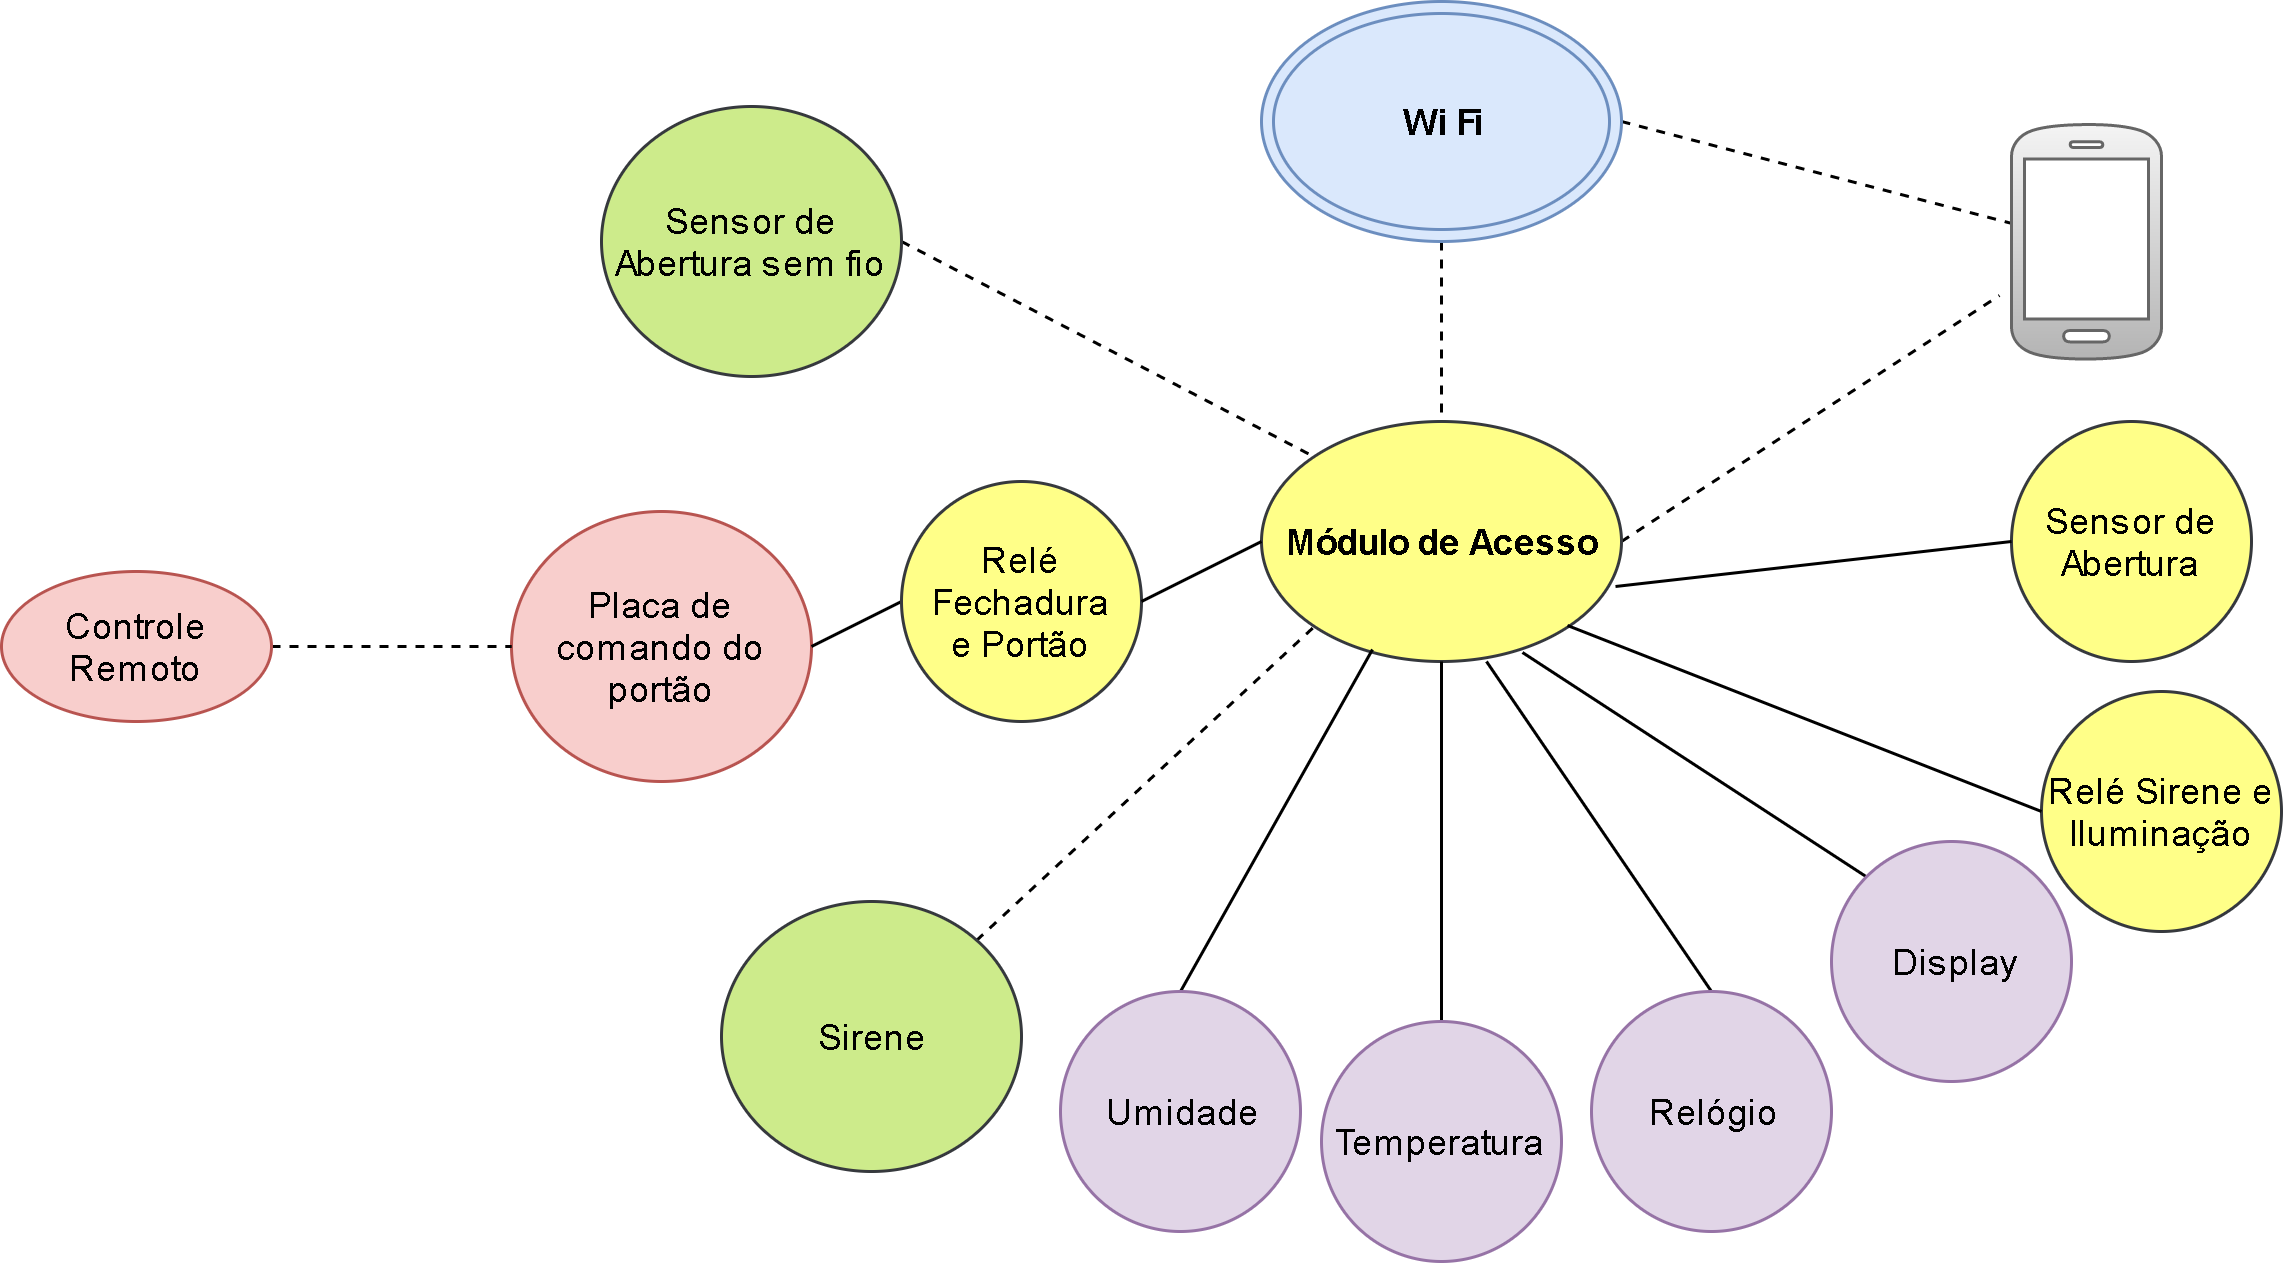 Wi Fi
Sensor de
Abertura sem fio
Módulo de Acesso
Sensor de
Abertura
Relé
Fechadura
e Portão
Placa de
comando do
portão
Controle
Remoto
Relé Sirene e
Iluminação
Display
Sirene
Umidade
Temperatura
Relógio